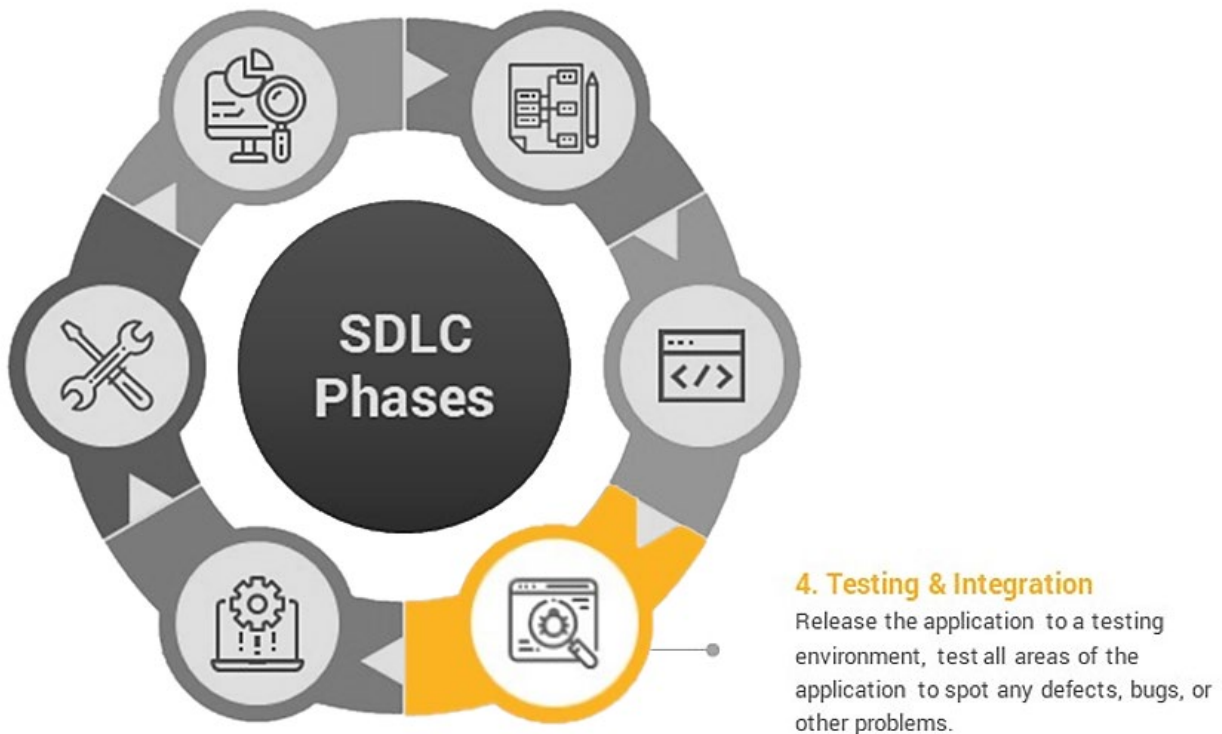 SDLC
Phases
4. Testing & Integration
Release the application to a testing
environment, test all areas of the
application to spot any defects, bugs, or
other problems.